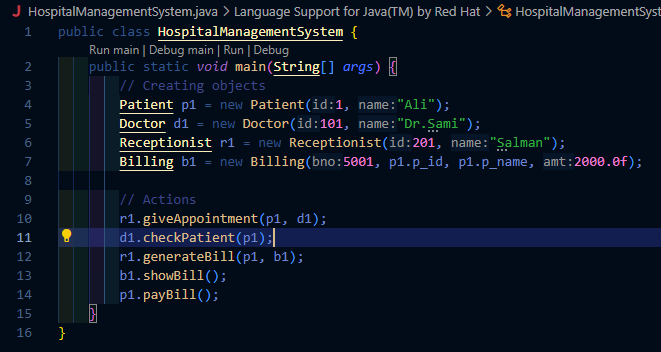 J HospitalManagementSystem.java > Language Support for Java(TM) by Red Hat > HospitalManagementSyst
1 public class HospitalManagementSystem {
Run main | Debug main | Run | Debug
2 public static void main(String[] args) {
3 // Creating objects
4 Patient p1 = new Patient(id:1, name:"Ali");
5 Doctor d1 = new Doctor(id:101, name:"Dr.Sami");
6 Receptionist r1 = new Receptionist(id:201, name:"Salman");
7 Billing b1 = new Billing(bno:5001, p1.p_id, p1.p_name, amt:2000.0f);
8
9 // Actions
10 r1.giveAppointment(p1, d1);
11 d1.checkPatient(p1);
12 r1.generateBill(p1, b1);
13 b1.showBill();
14 p1.payBill();
15 }
16 }